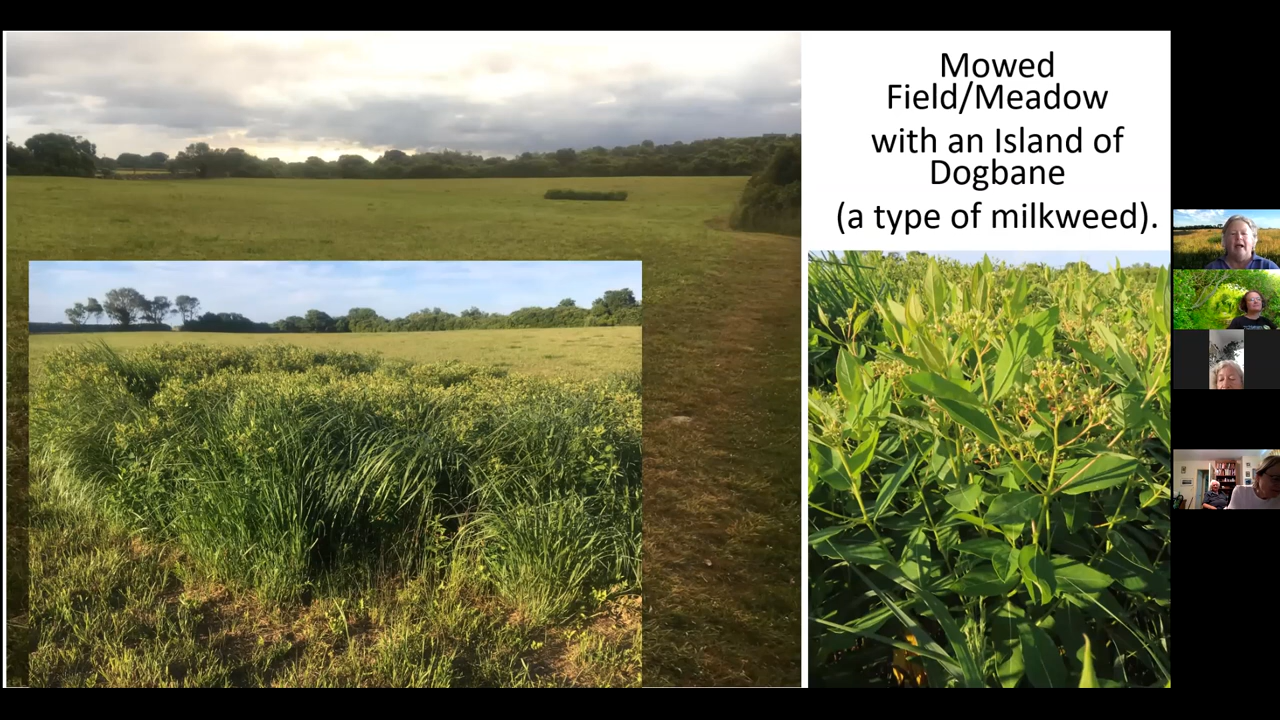 Mowed
Field/Meadow
with an Island of
Dogbane
(a type of milkweed).